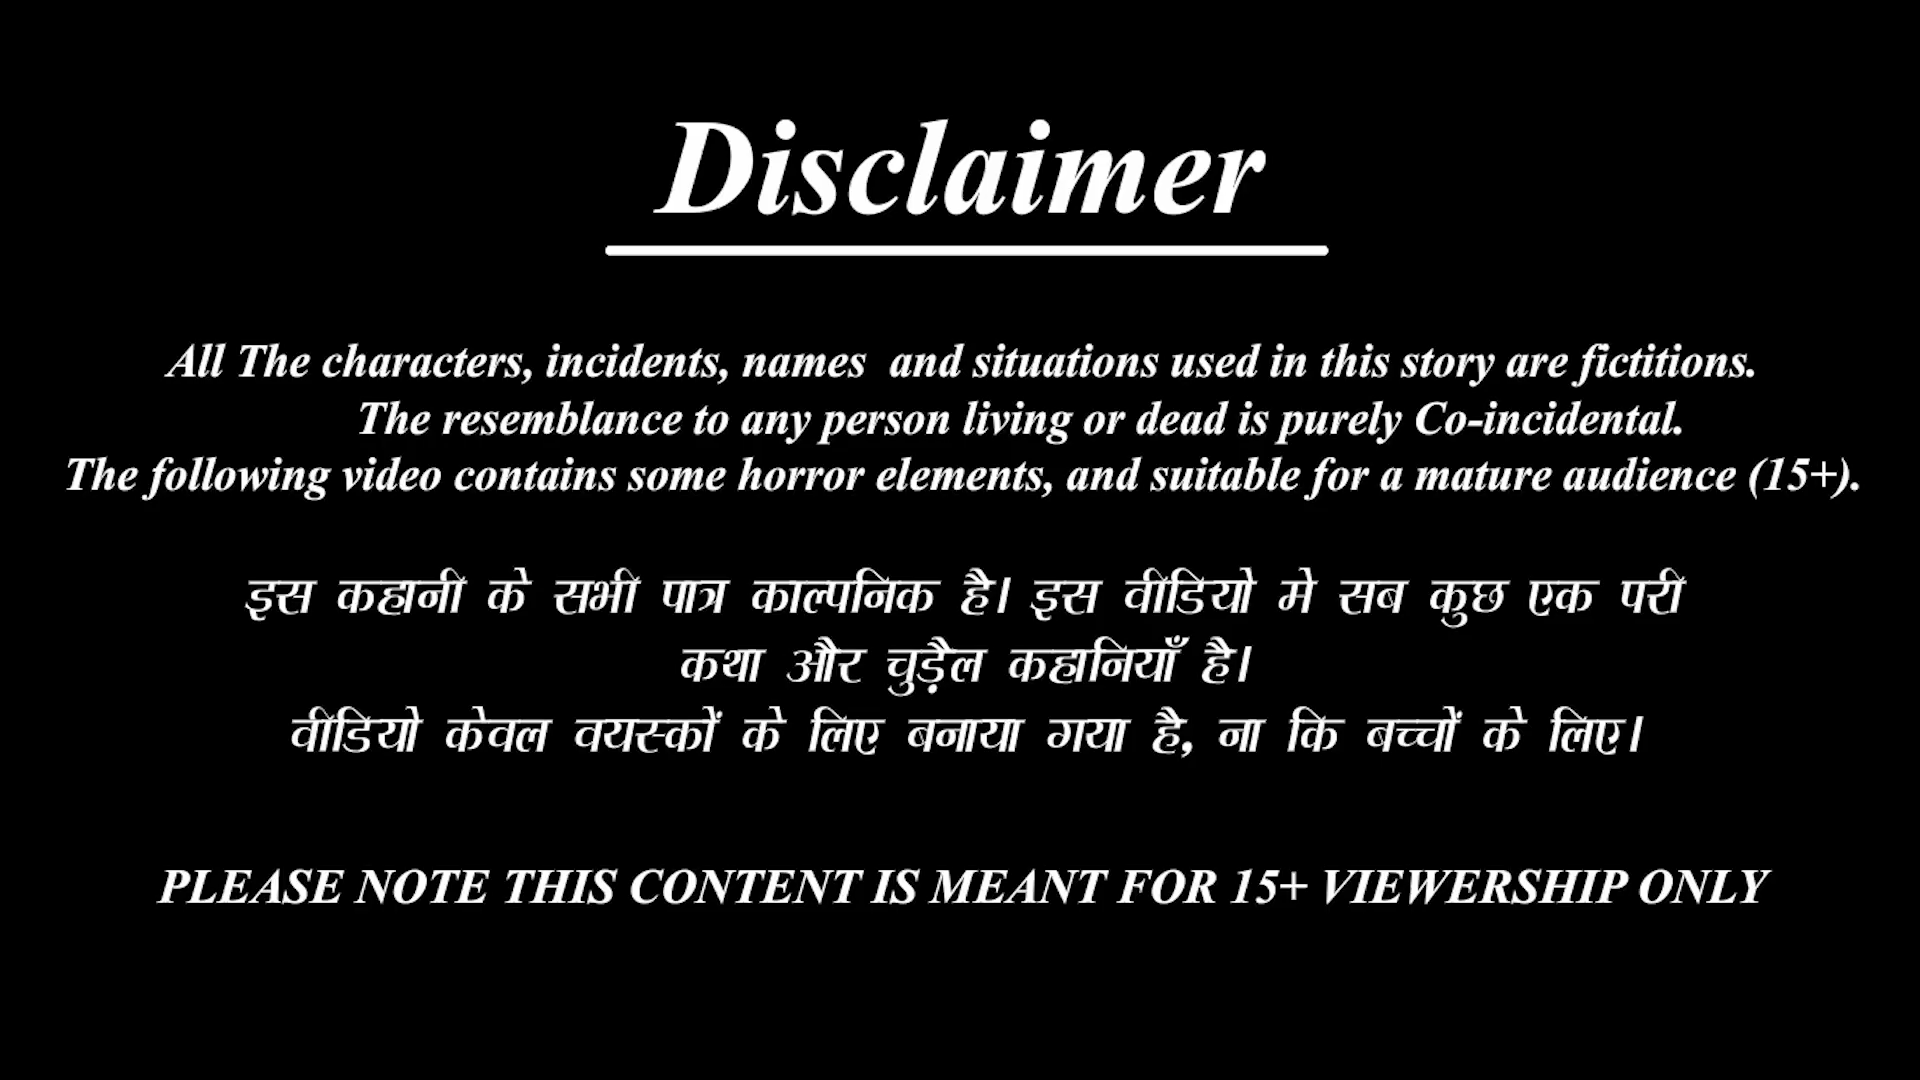 Disclaimer
All The characters, incidents, names and situations used in this story are fictitions.
The resemblance to any person living or dead is purely Co-incidental.
The following video contains some horror elements, and suitable for a mature audience (15+).
इस कहानी के सभी पात्र काल्पनिक है। इस वीडियो मे सब कुछ एक परी
कथा और चुड़ैल कहानियाँ है।
वीडियो केवल वयस्कों के लिए बनाया गया है, ना कि बच्चों के लिए।
PLEASE NOTE THIS CONTENT IS MEANT FOR 15+ VIEWERSHIP ONLY